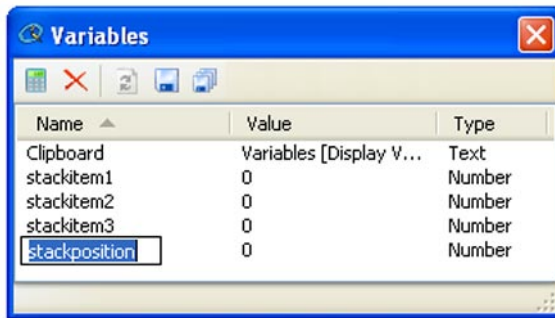 Variables
Name Value Type
Clipboard Variables [Display V... Text
stackitem1 0 Number
stackitem2 0 Number
stackitem3 0 Number
stackposition 0 Number